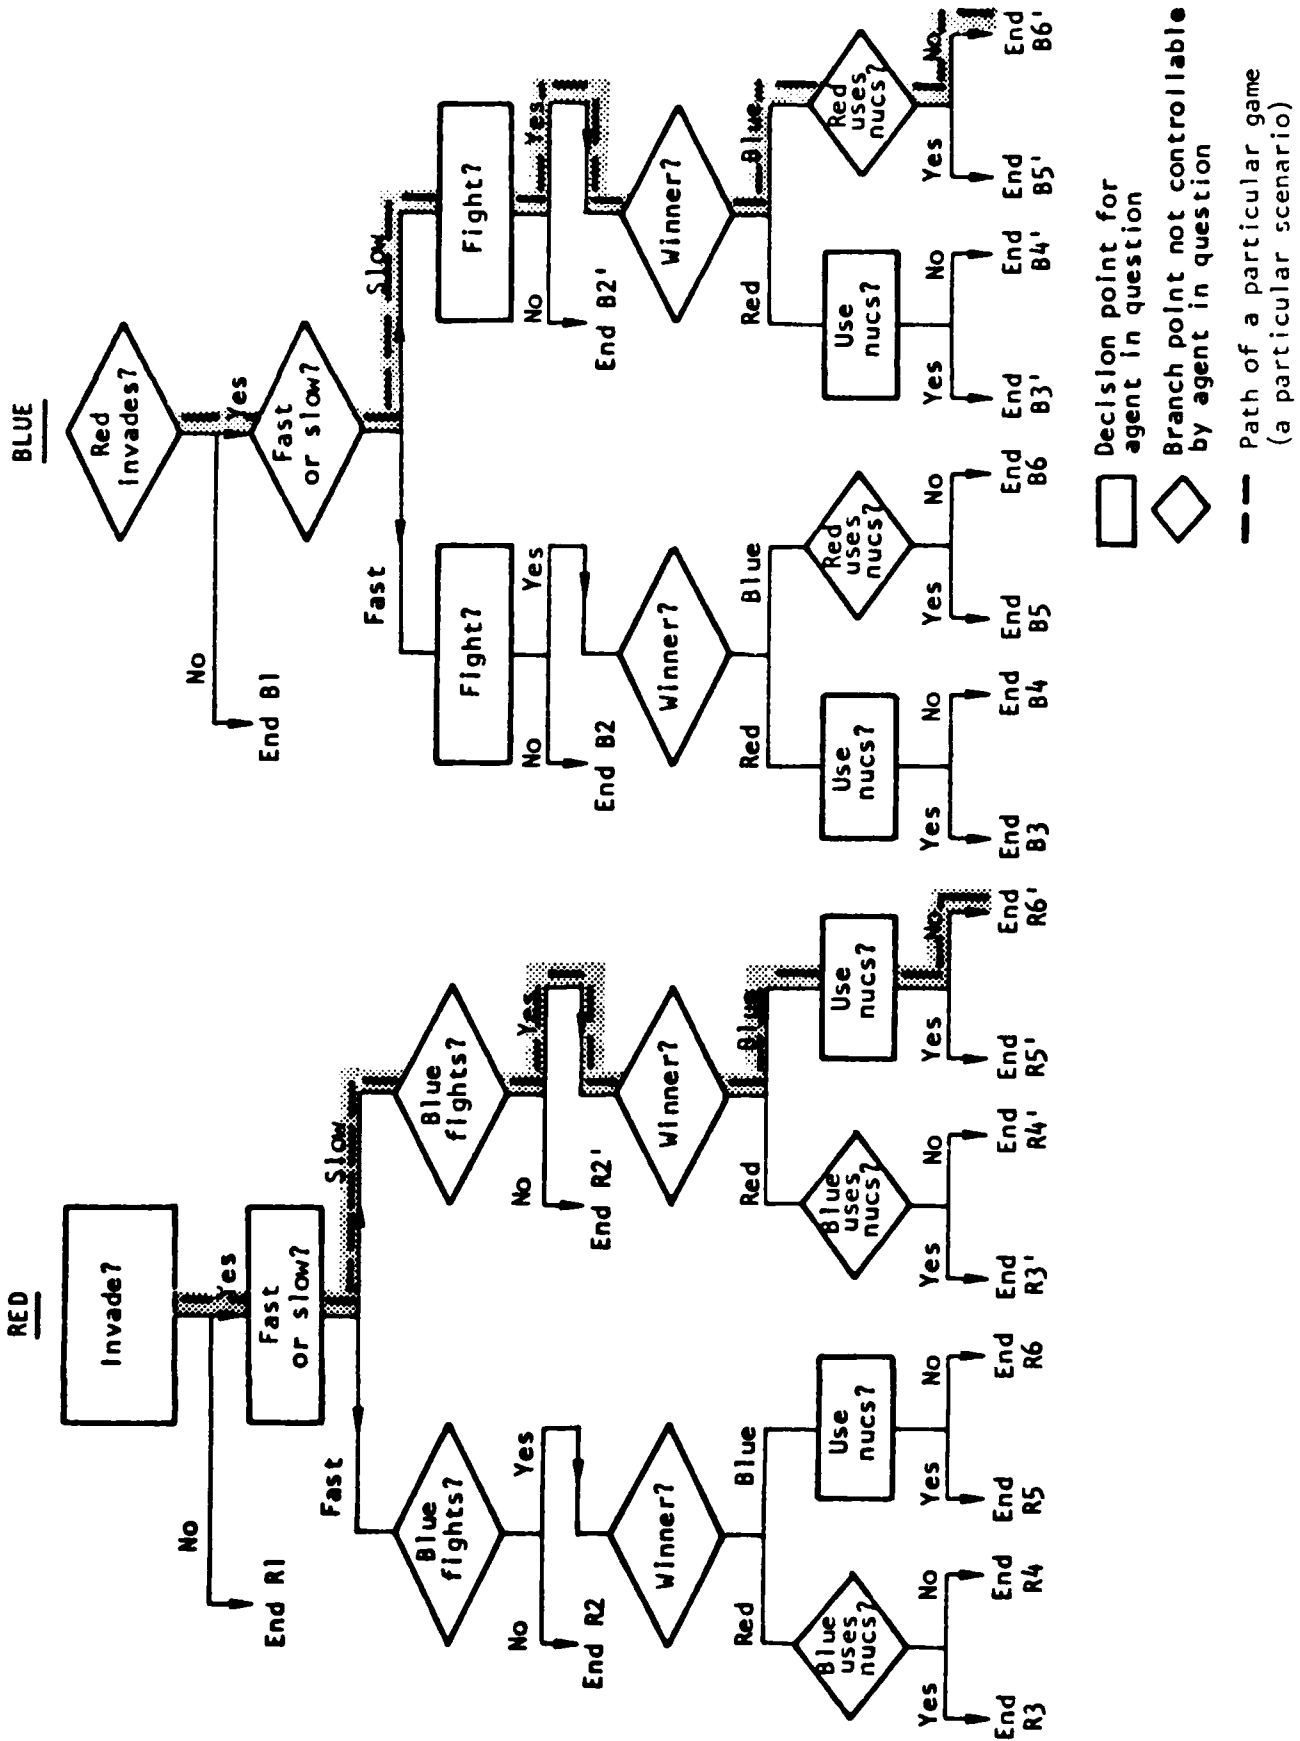 RED
Invade?
No
Yes
End R1
Fast
or slow?
Fast
Slow
Blue
fights?
No
Yes
End R2
Winner?
Red
Blue
Blue
uses
nucs?
Use
nucs?
Yes
No
Yes
No
End
R3
End
R4
End
R5
End
R6
Blue
fights?
No
Yes
End R2'
Winner?
Red
Blue
Blue
uses
nucs?
Use
nucs?
Yes
No
Yes
No
End
R3'
End
R4'
End
R5'
End
R6'
BLUE
Red
invades?
No
Yes
End B1
Fast
or slow?
Fast
Slow
Fight?
No
Yes
End B2
Winner?
Red
Blue
Use
nucs?
Red
uses
nucs?
Yes
No
Yes
No
End
B3
End
B4
End
B5
End
B6
Fight?
No
Yes
End B2'
Winner?
Red
Blue
Use
nucs?
Red
uses
nucs?
Yes
No
Yes
No
End
B3'
End
B4'
End
B5'
End
B6'
Decision point for
agent in question
Branch point not controllable
by agent in question
Path of a particular game
(a particular scenario)